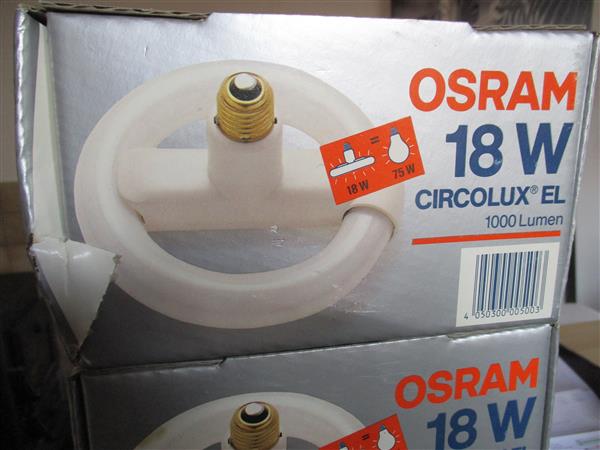 OSRAM
18 W
=
18 W 75 W
CIRCOLUX® EL
1000 Lumen
4 050300 005003
OSRAM
18 W
=